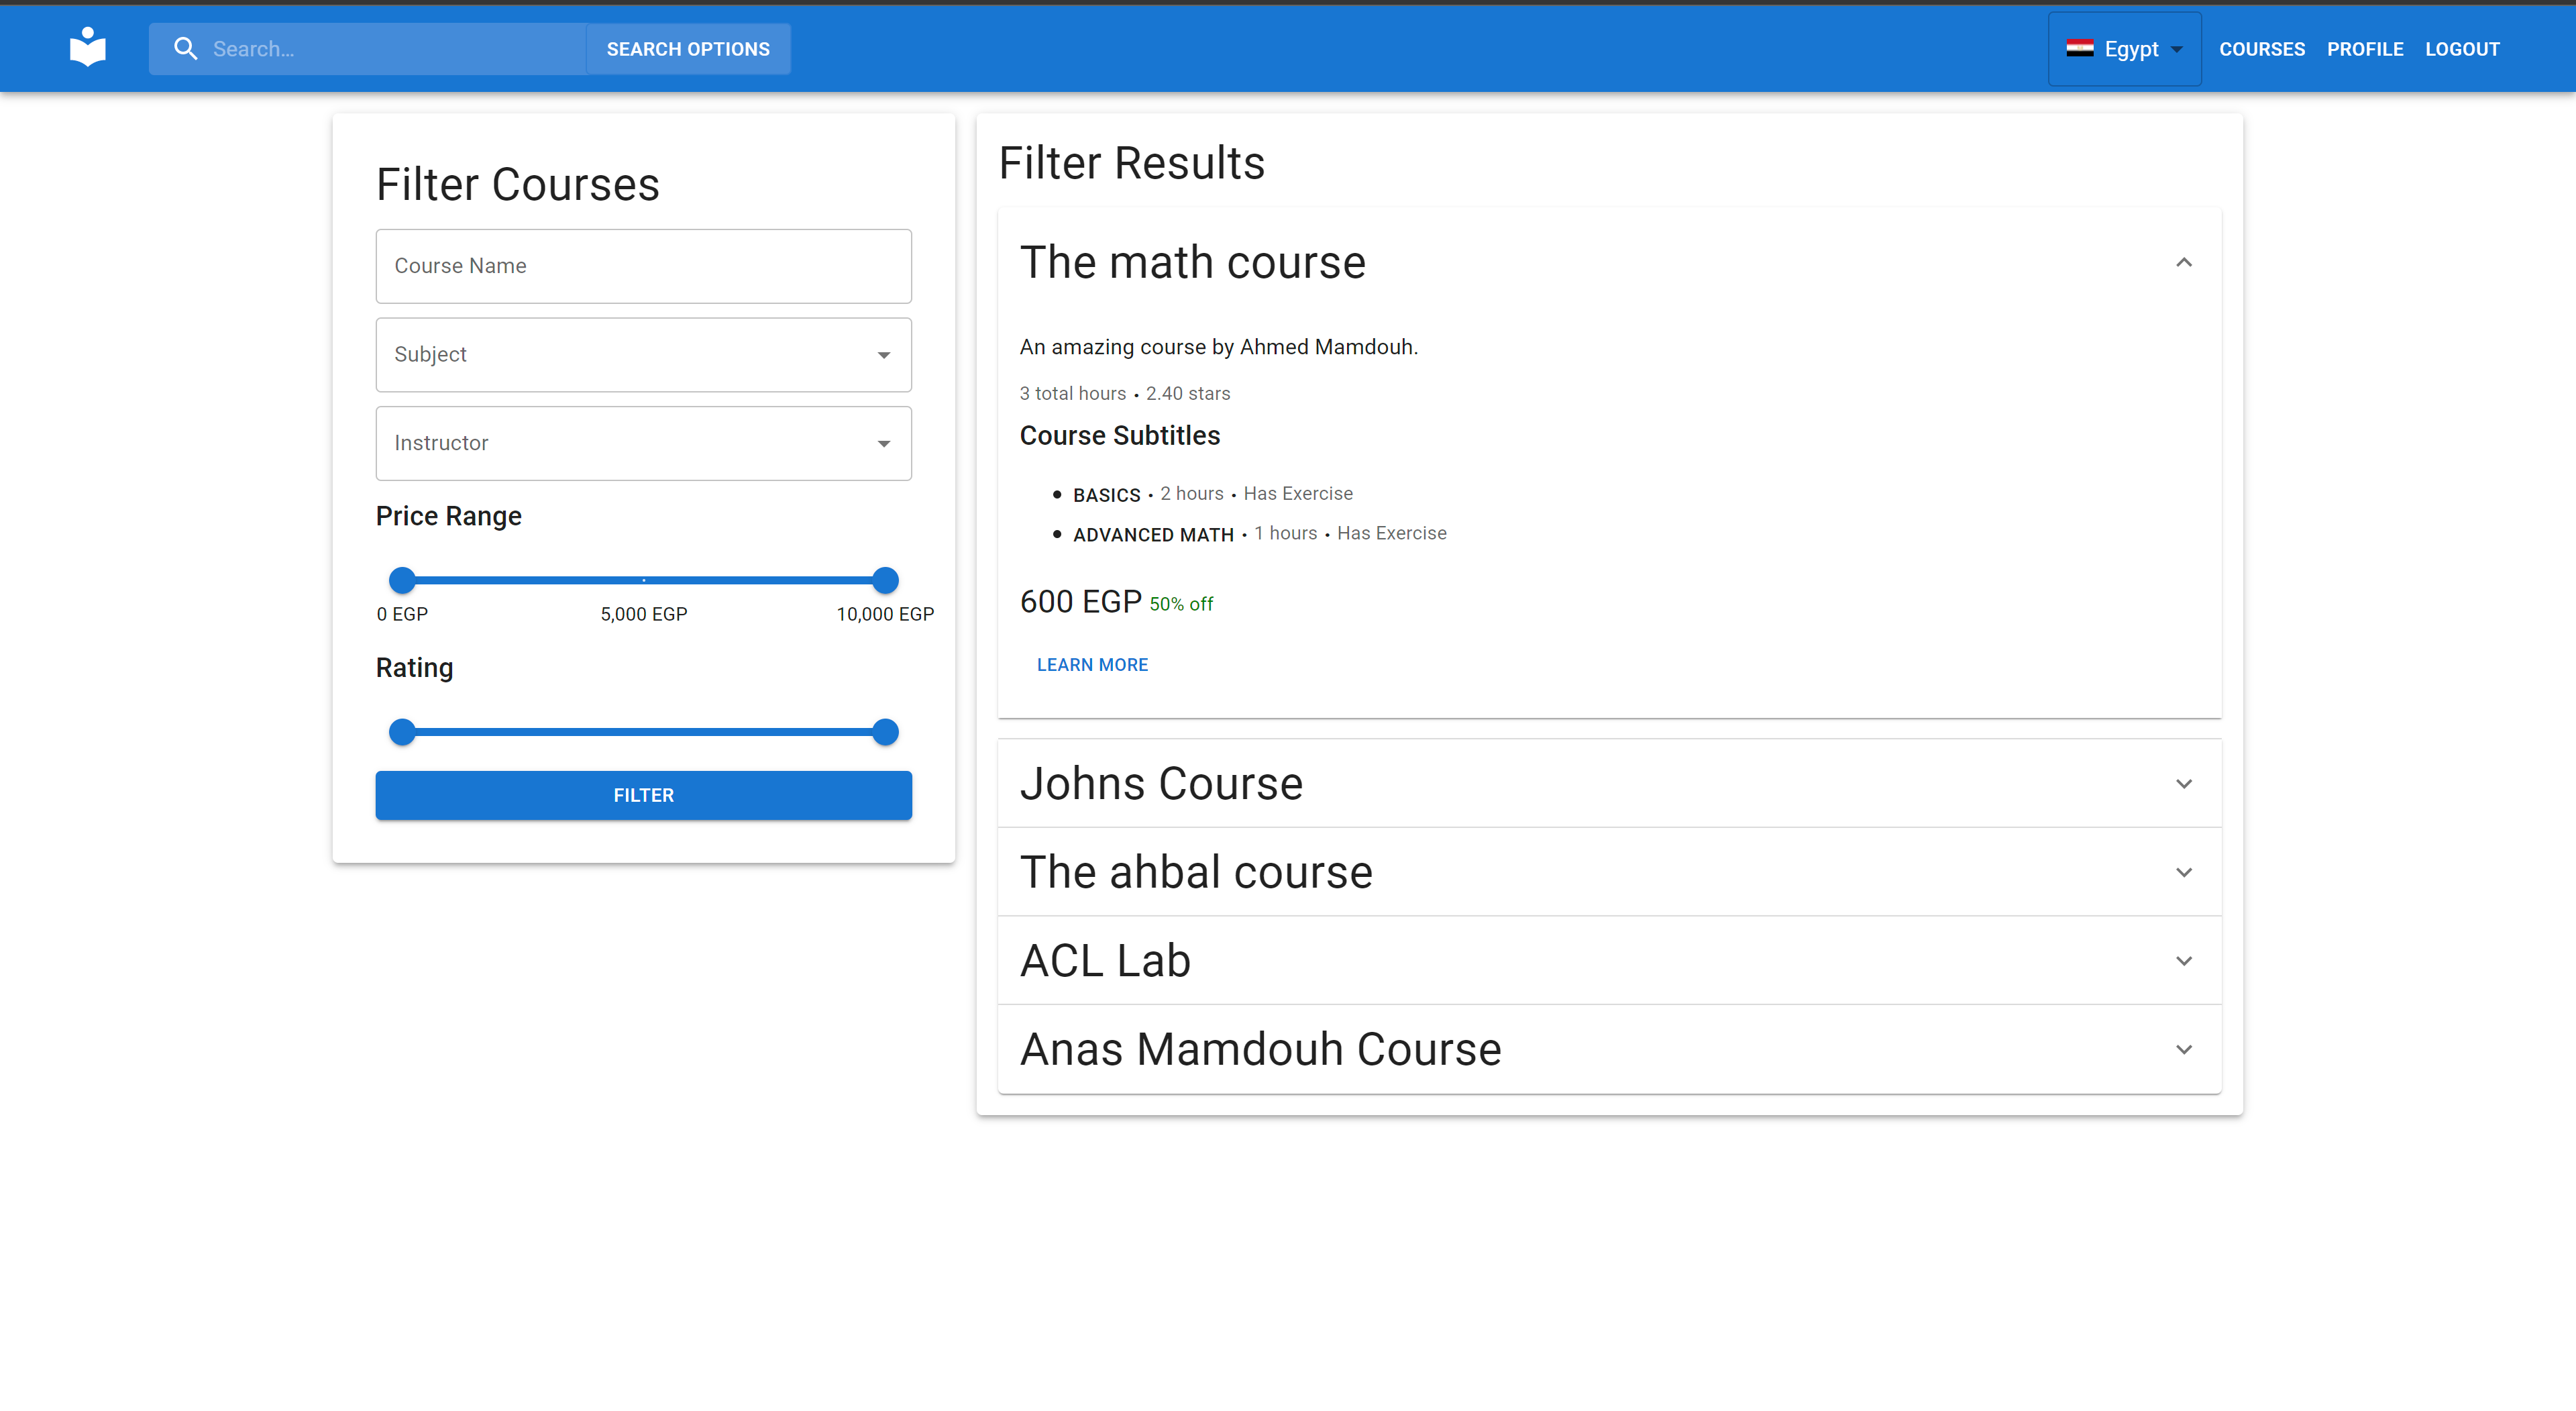 Search…
SEARCH OPTIONS
Egypt
COURSES
PROFILE
LOGOUT
Filter Courses
Course Name
Subject
Instructor
Price Range
0 EGP
5,000 EGP
10,000 EGP
Rating
FILTER
Filter Results
The math course
An amazing course by Ahmed Mamdouh.
3 total hours • 2.40 stars
Course Subtitles
• BASICS • 2 hours • Has Exercise
• ADVANCED MATH • 1 hours • Has Exercise
600 EGP 50% off
LEARN MORE
Johns Course
The ahbal course
ACL Lab
Anas Mamdouh Course